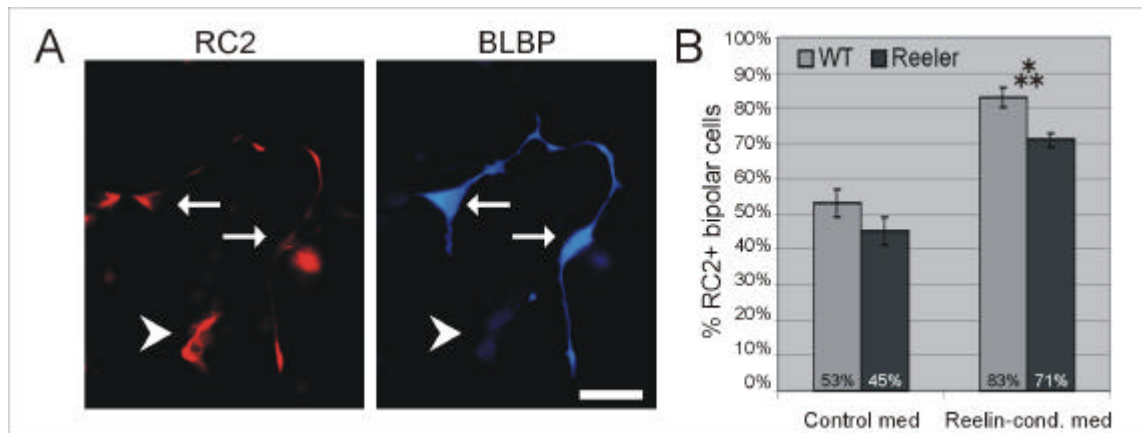 A
RC2
BLBP
B
% RC2+ bipolar cells
100%
90%
80%
70%
60%
50%
40%
30%
20%
10%
0%
WT
Reeler
*
**
53%
45%
83%
71%
Control med
Reelin-cond. med